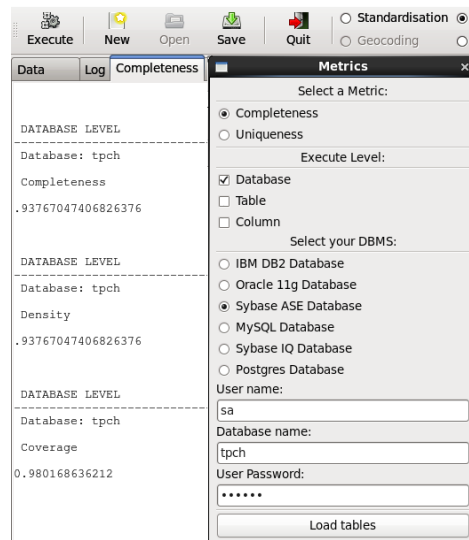 Execute New Open Save Quit Standardisation
Geocoding
Data Log Completeness
DATABASE LEVEL
Database: tpch
Completeness
.93767047406826376
DATABASE LEVEL
Database: tpch
Density
.93767047406826376
DATABASE LEVEL
Database: tpch
Coverage
0.980168636212
Metrics
Select a Metric:
Completeness
Uniqueness
Execute Level:
Database
Table
Column
Select your DBMS:
IBM DB2 Database
Oracle 11g Database
Sybase ASE Database
MySQL Database
Sybase IQ Database
Postgres Database
User name:
sa
Database name:
tpch
User Password:
••••••
Load tables